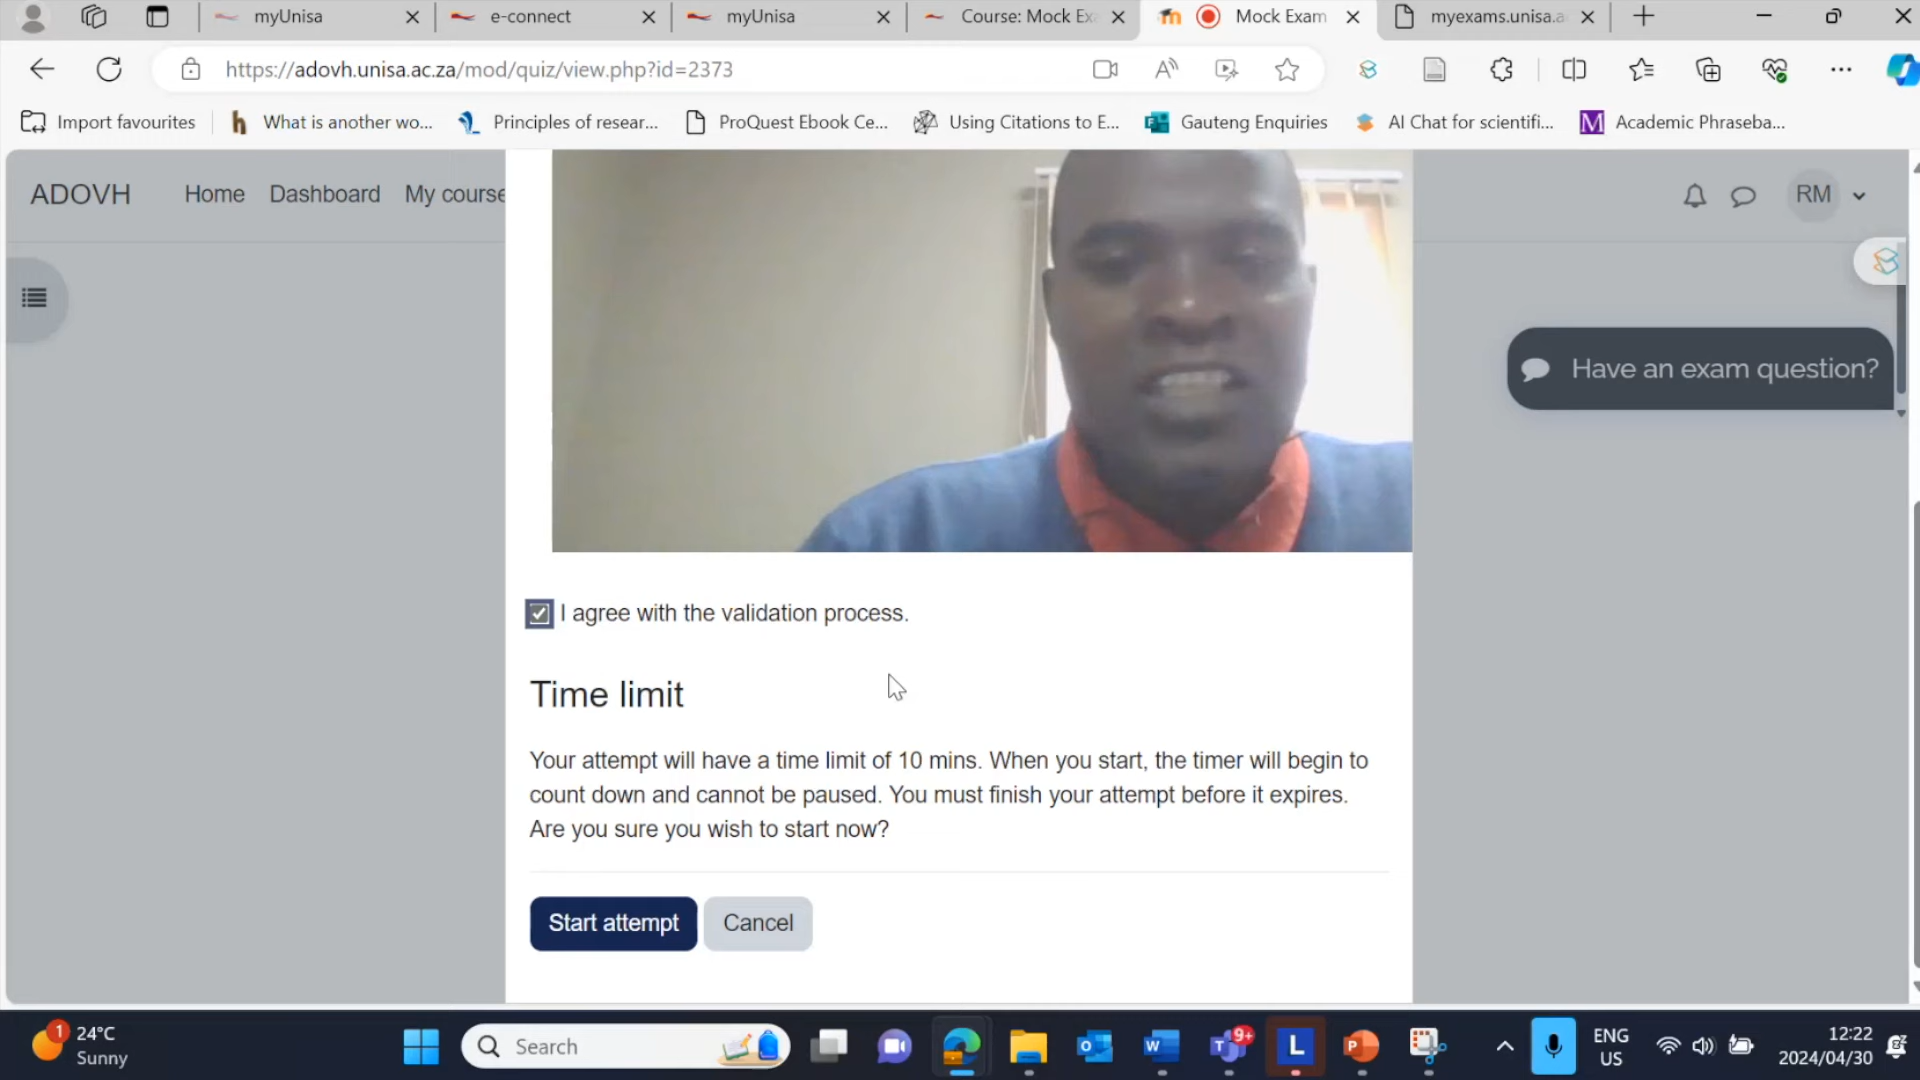 myUnisa
e-connect
myUnisa
Course: Mock Ex
Mock Exam
myexams.unisa.a
https://adovh.unisa.ac.za/mod/quiz/view.php?id=2373
Import favourites
What is another wo...
Principles of resear...
ProQuest Ebook Ce...
Using Citations to E...
Gauteng Enquiries
AI Chat for scientifi...
Academic Phraseba...
ADOVH
Home
Dashboard
My course
RM
Have an exam question?
I agree with the validation process.
Time limit
Your attempt will have a time limit of 10 mins. When you start, the timer will begin to
count down and cannot be paused. You must finish your attempt before it expires.
Are you sure you wish to start now?
Start attempt
Cancel
1
24°C
Sunny
Search
9+
ENG
US
12:22
2024/04/30